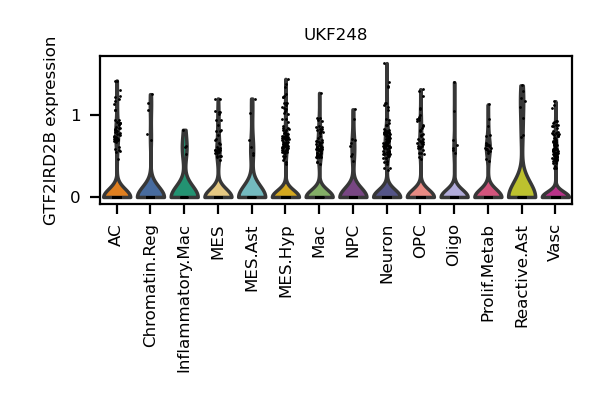 UKF248
GTF2IRD2B expression
1
0
AC
Chromatin.Reg
Inflammatory.Mac
MES
MES.Ast
MES.Hyp
Mac
NPC
Neuron
OPC
Oligo
Prolif.Metab
Reactive.Ast
Vasc